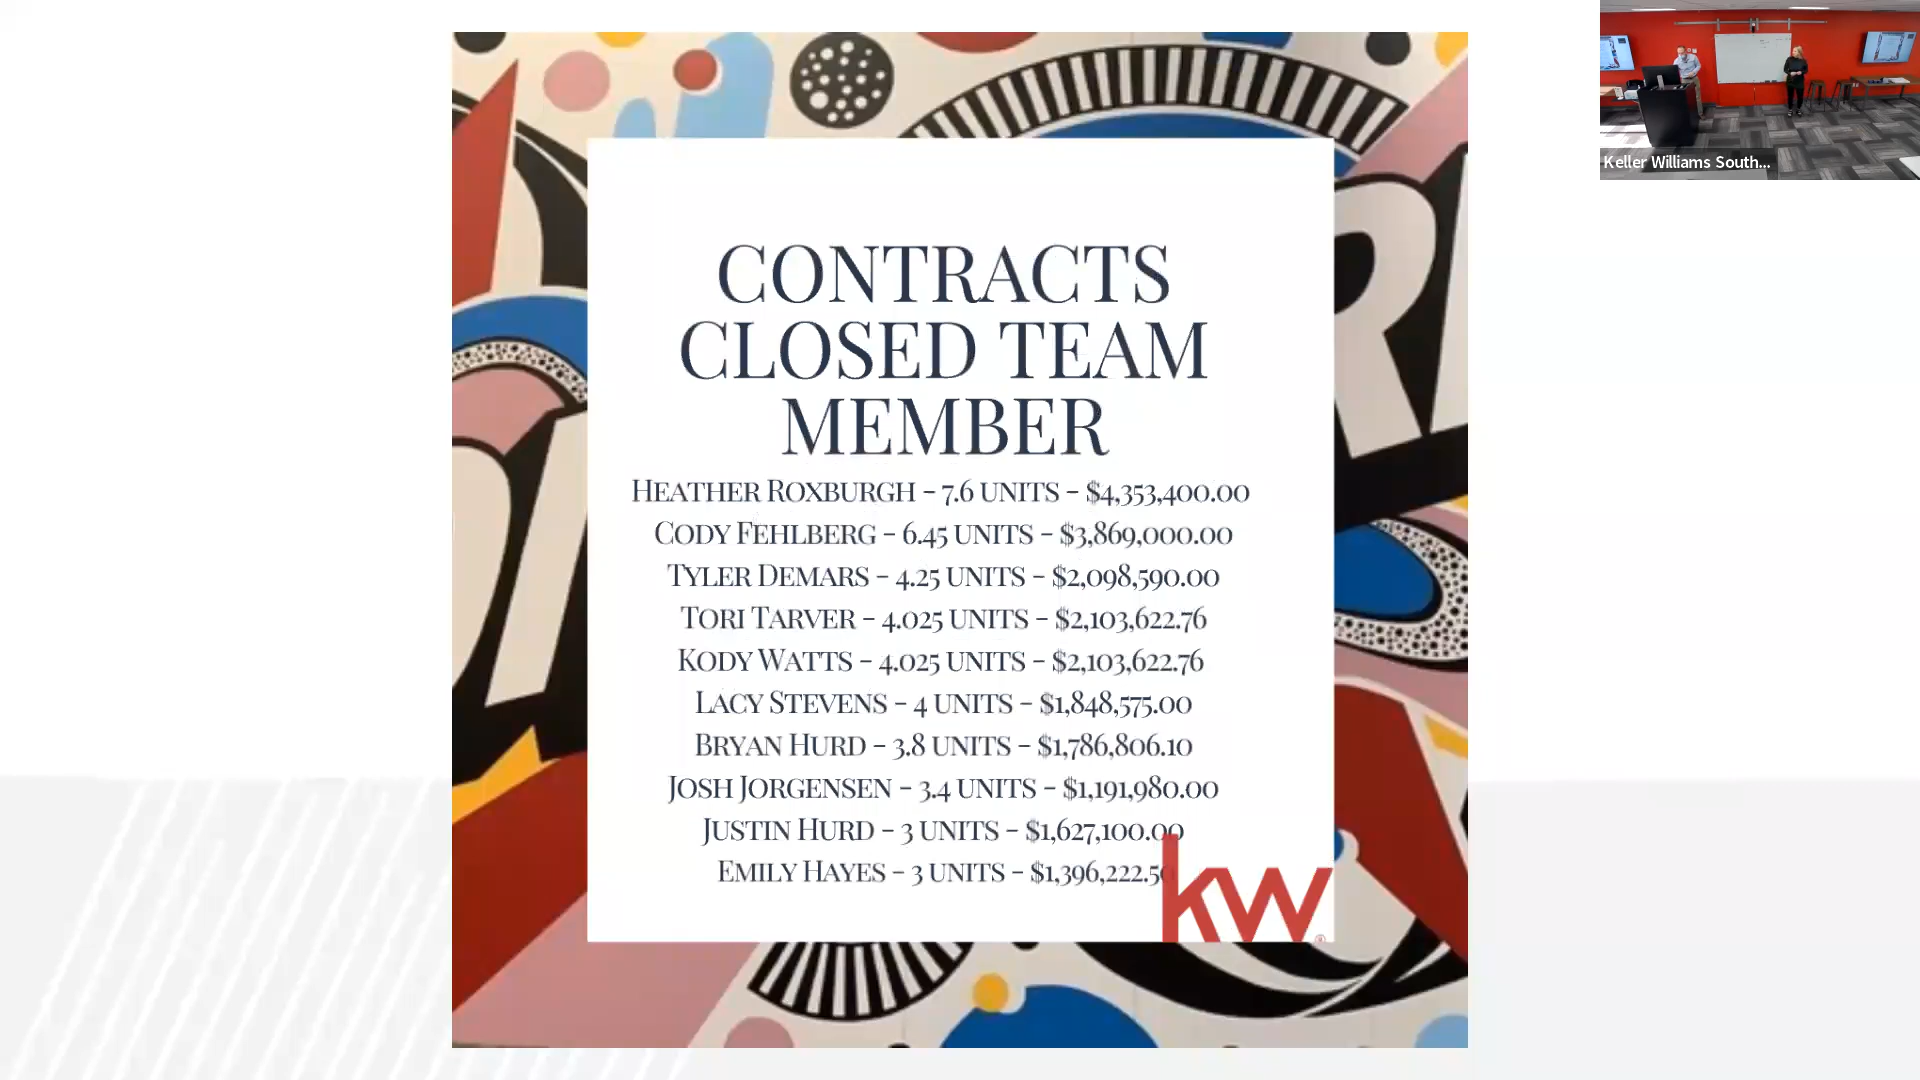 CONTRACTS
CLOSED TEAM
MEMBER
HEATHER ROXBURGH - 7.6 UNITS - $4,353,400.00
CODY FEHLBERG - 6.45 UNITS - $3,869,000.00
TYLER DEMARS - 4.25 UNITS - $2,098,590.00
TORI TARVER - 4.025 UNITS - $2,103,622.76
KODY WATTS - 4.025 UNITS - $2,103,622.76
LACY STEVENS - 4 UNITS - $1,848,575.00
BRYAN HURD - 3.8 UNITS - $1,786,806.10
JOSH JORGENSEN - 3.4 UNITS - $1,191,980.00
JUSTIN HURD - 3 UNITS - $1,627,100.00
EMILY HAYES - 3 UNITS - $1,396,222.50
kw
Keller Williams South...